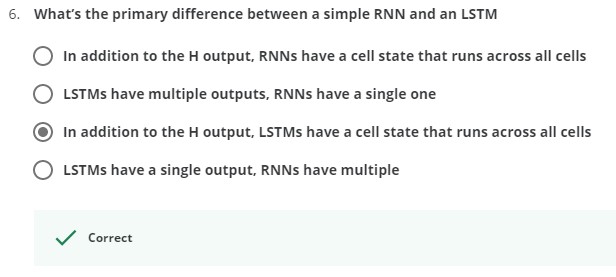 6. What's the primary difference between a simple RNN and an LSTM
In addition to the H output, RNNs have a cell state that runs across all cells
LSTMs have multiple outputs, RNNs have a single one
In addition to the H output, LSTMs have a cell state that runs across all cells
LSTMs have a single output, RNNs have multiple
Correct